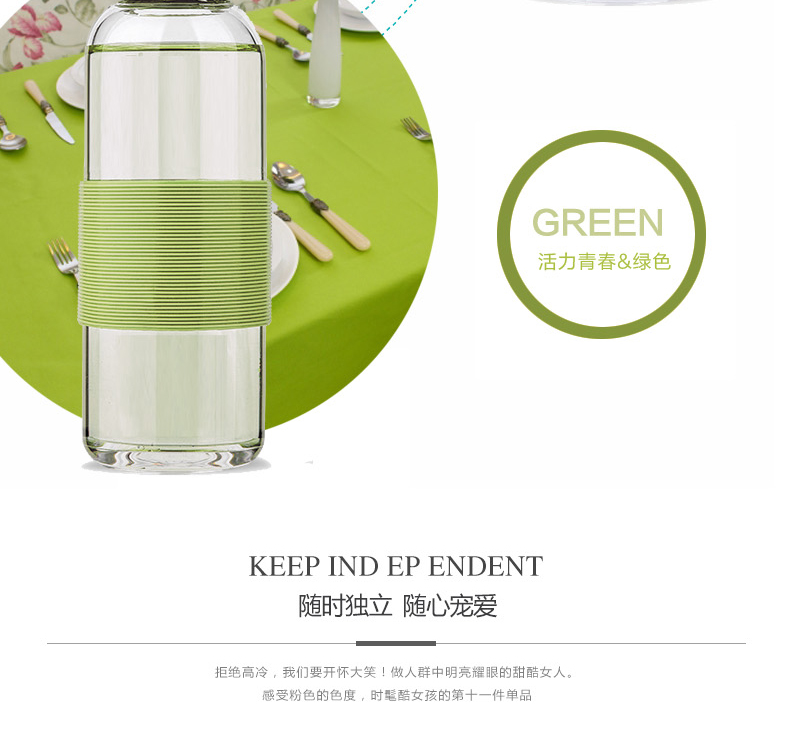 GREEN
活力青春&绿色
KEEP IND EP ENDENT
随时独立 随心宠爱
拒绝高冷，我们要开怀大笑！做人群中明亮耀眼的甜酷女人。
感受粉色的色度，时髦酷女孩的第十一件单品